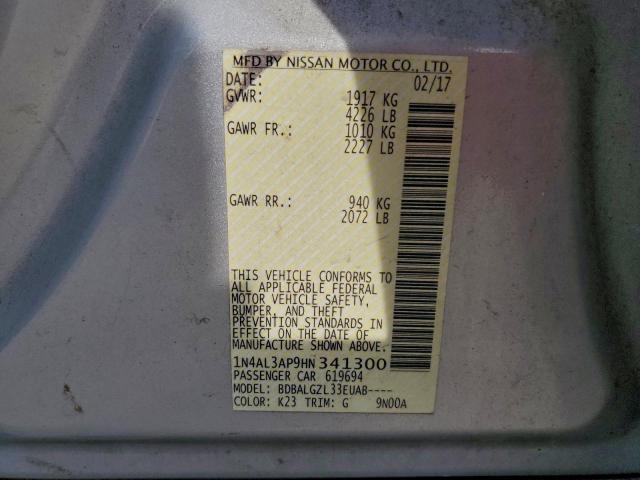 MFD BY NISSAN MOTOR CO., LTD.
DATE: 02/17
GVWR: 1917 KG
4226 LB
GAWR FR.: 1010 KG
2227 LB
GAWR RR.: 940 KG
2072 LB
THIS VEHICLE CONFORMS TO
ALL APPLICABLE FEDERAL
MOTOR VEHICLE SAFETY,
BUMPER, AND THEFT
PREVENTION STANDARDS IN
EFFECT ON THE DATE OF
MANUFACTURE SHOWN ABOVE.
1N4AL3AP9HN341300
PASSENGER CAR 619694
MODEL: BDBALGZL33EUAB----
COLOR: K23 TRIM: G 9N00A